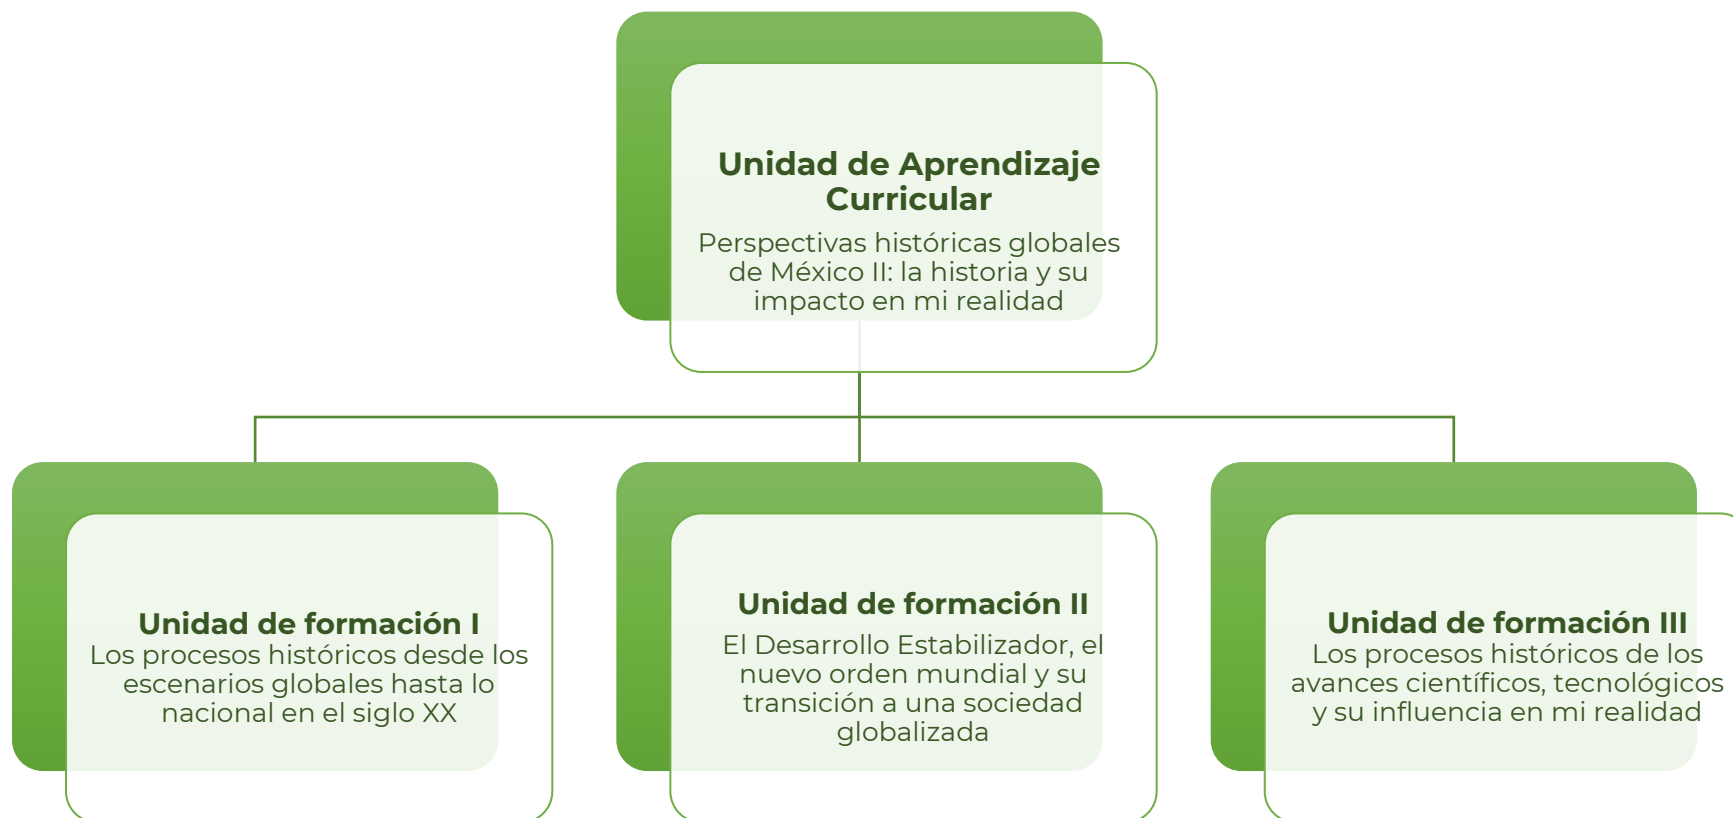 Unidad de Aprendizaje
Curricular
Perspectivas históricas globales
de México II: la historia y su
impacto en mi realidad
Unidad de formación I
Los procesos históricos desde los
escenarios globales hasta lo
nacional en el siglo XX
Unidad de formación II
El Desarrollo Estabilizador, el
nuevo orden mundial y su
transición a una sociedad
globalizada
Unidad de formación III
Los procesos históricos de los
avances científicos, tecnológicos
y su influencia en mi realidad